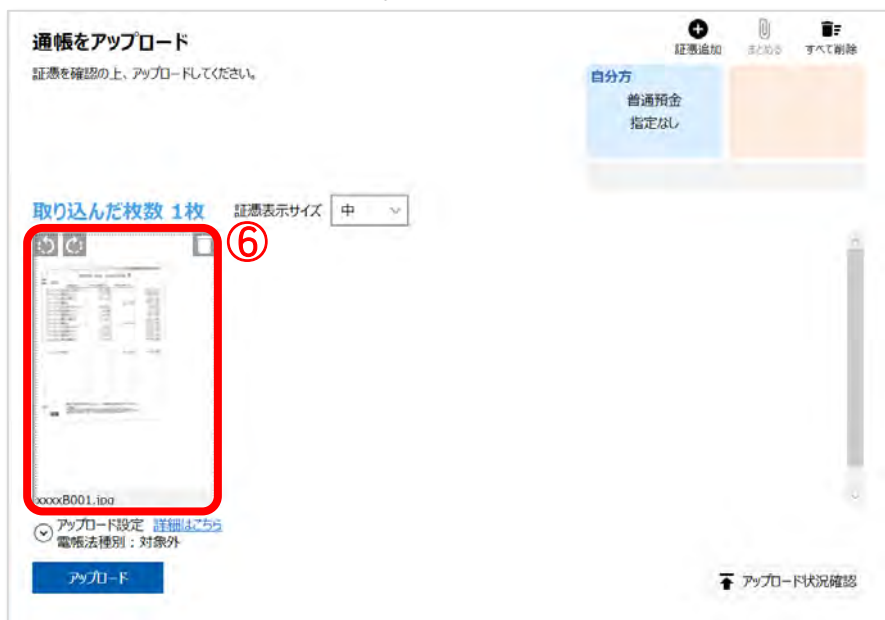 通帳をアップロード
証憑を確認の上、アップロードしてください。
証憑追加
まとめる
すべて削除
自分方
普通預金
指定なし
取り込んだ枚数 1枚
証憑表示サイズ 中
⑥
xxxxB001.jpg
アップロード設定 詳細はこちら
電帳法種別：対象外
アップロード
アップロード状況確認